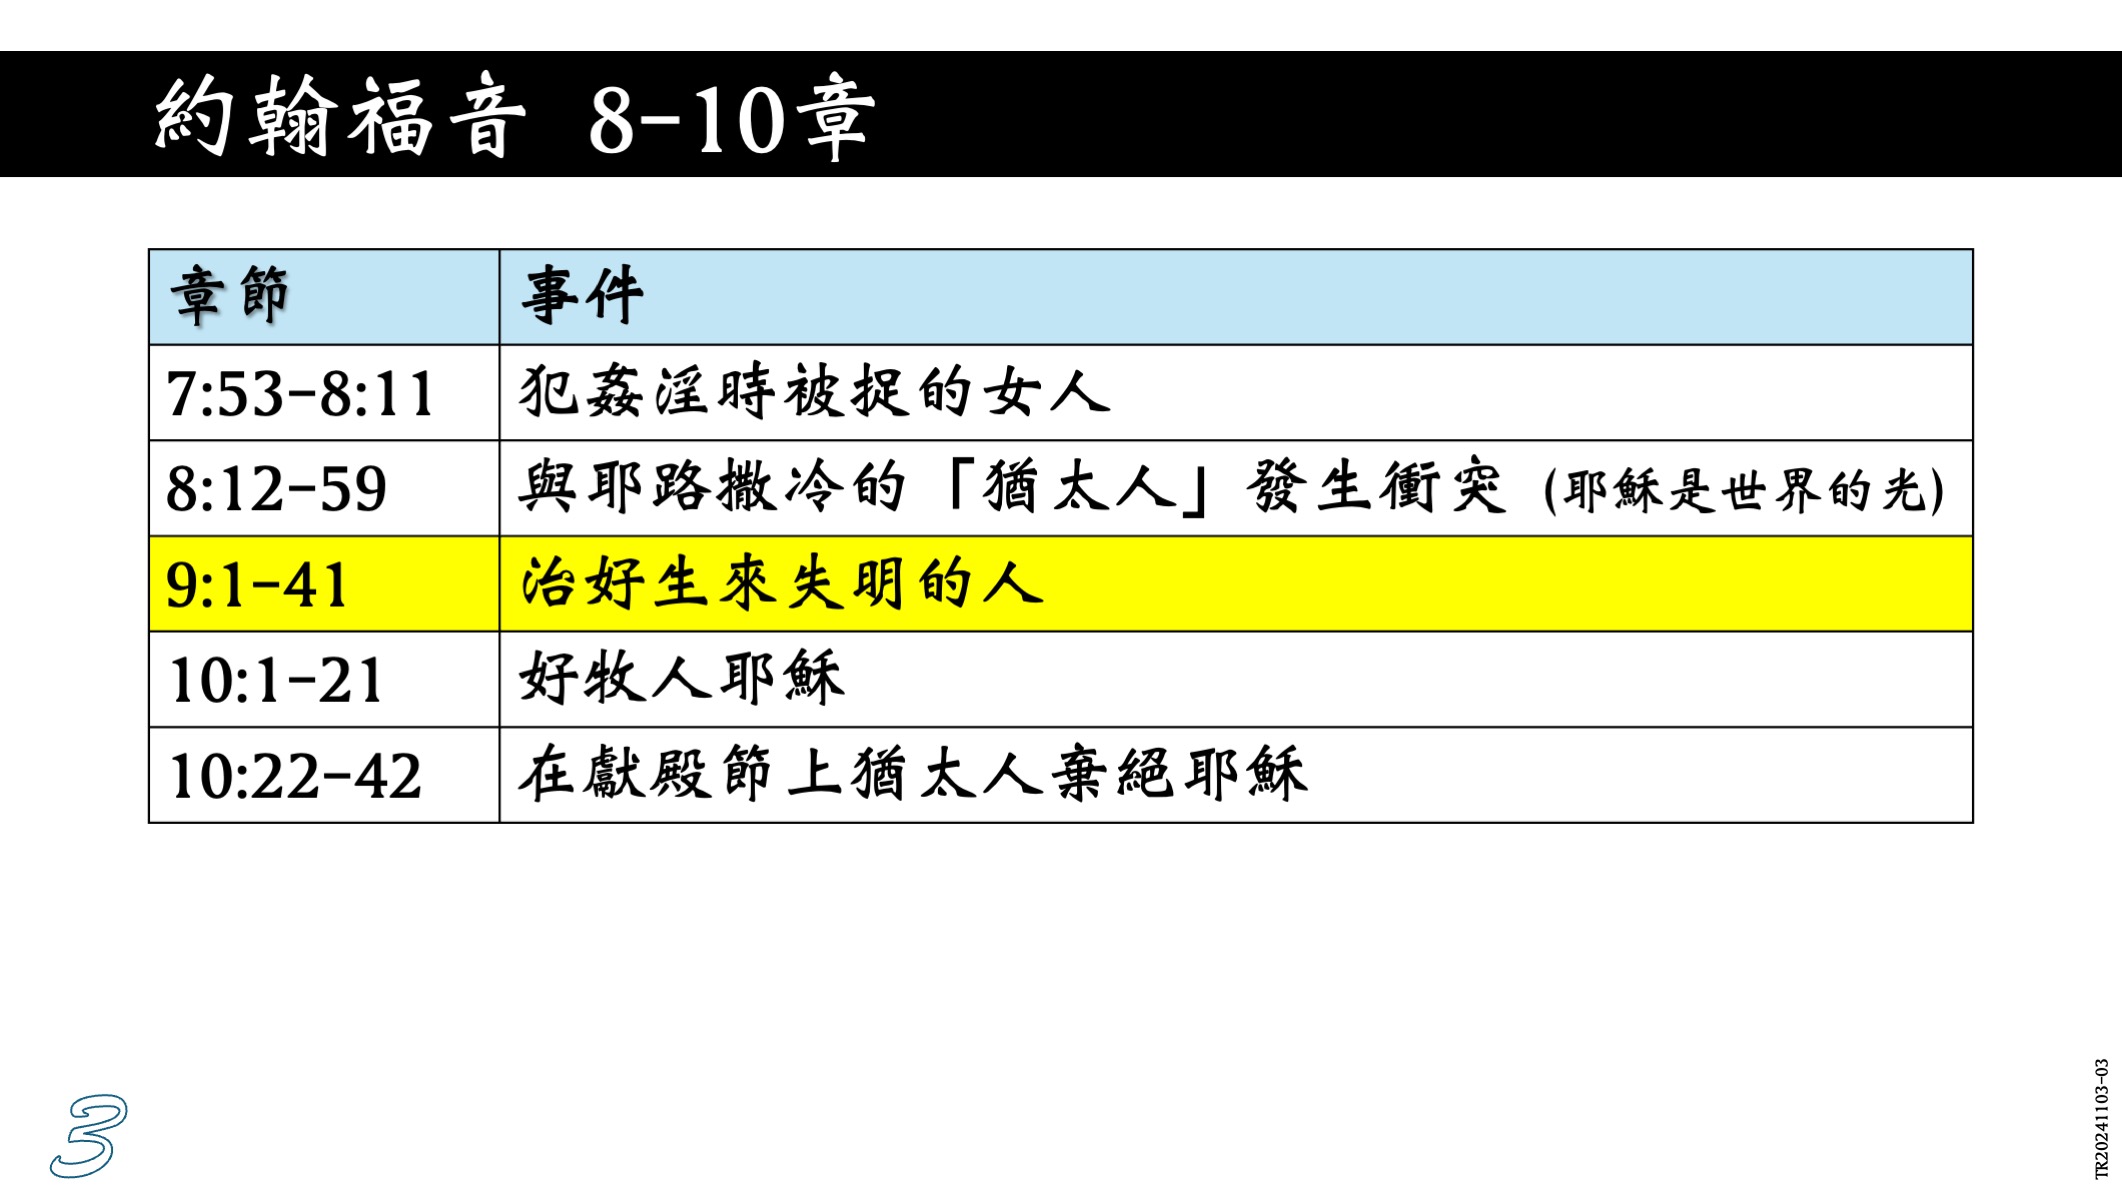 約翰福音 8-10章
章節 事件
7:53-8:11 犯姦淫時被捉的女人
8:12-59 與耶路撒冷的「猶太人」發生衝突 (耶穌是世界的光)
9:1-41 治好生來失明的人
10:1-21 好牧人耶穌
10:22-42 在獻殿節上猶太人棄絕耶穌
3
TR20241103-03